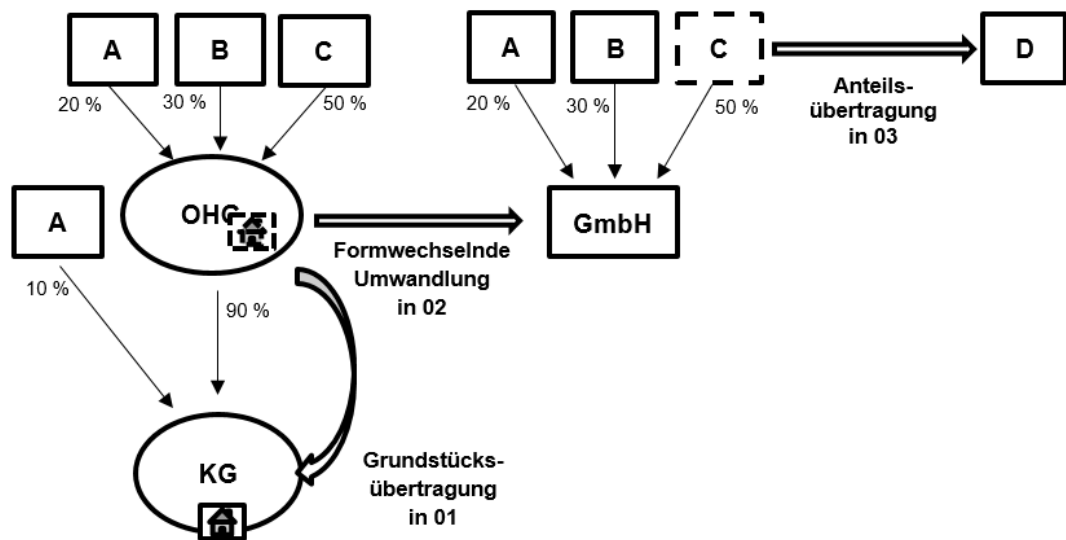 A B C
20 % 30 % 50 %
OHG
A
10 %
90 %
KG
Grundstücks-
übertragung
in 01
Formwechselnde
Umwandlung
in 02
A B C
20 % 30 % 50 %
GmbH
Anteils-
übertragung
in 03
D